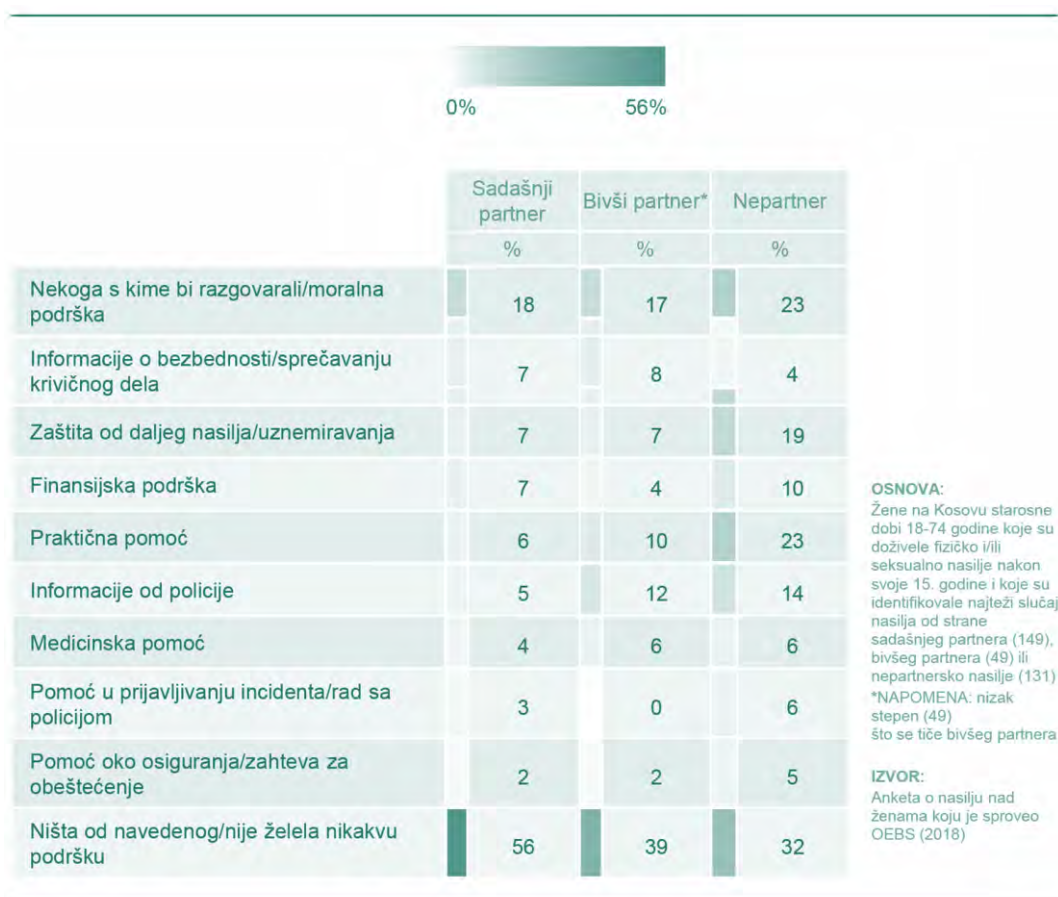 0% 56%
Sadašnji
partner
Bivši partner*
Nepartner
% % %
Nekoga s kime bi razgovarali/moralna
podrška
18 17 23
Informacije o bezbednosti/sprečavanju
krivičnog dela
7 8 4
Zaštita od daljeg nasilja/uznemiravanja 7 7 19
Finansijska podrška 7 4 10
Praktična pomoć 6 10 23
Informacije od policije 5 12 14
Medicinska pomoć 4 6 6
Pomoć u prijavljivanju incidenta/rad sa
policijom
3 0 6
Pomoć oko osiguranja/zahteva za
obeštećenje
2 2 5
Ništa od navedenog/nije želela nikakvu
podršku
56 39 32
OSNOVA:
Žene na Kosovu starosne
dobi 18-74 godine koje su
doživele fizičko i/ili
seksualno nasilje nakon
svoje 15. godine i koje su
identifikovale najteži slučaj
nasilja od strane
sadašnjeg partnera (149),
bivšeg partnera (49) ili
nepartnersko nasilje (131)
*NAPOMENA: nizak
stepen (49)
što se tiče bivšeg partnera
IZVOR:
Anketa o nasilju nad
ženama koju je sproveo
OEBS (2018)